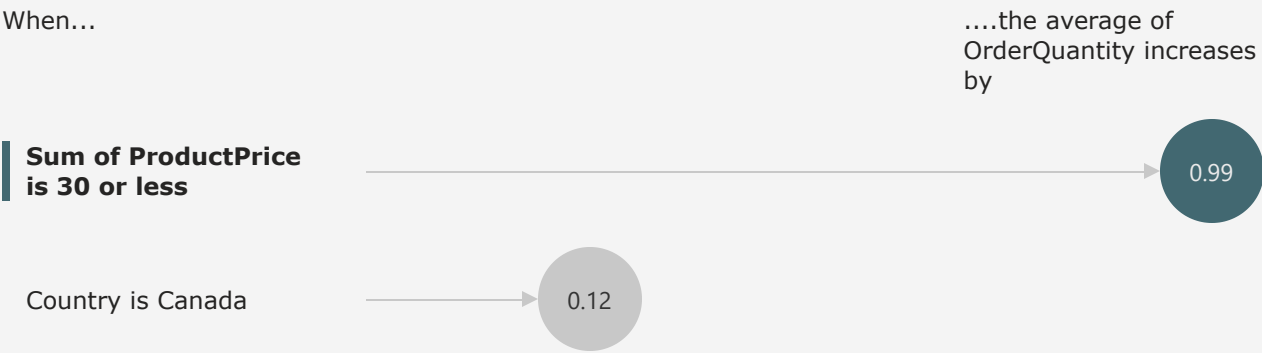 When...
....the average of
OrderQuantity increases
by
Sum of ProductPrice
is 30 or less
0.99
Country is Canada
0.12